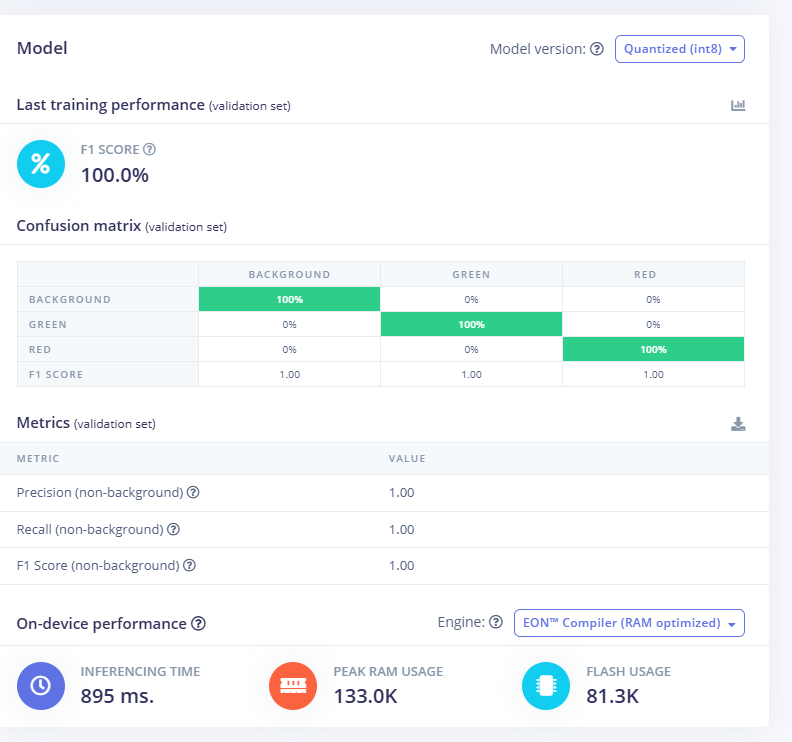 Model
Model version: Quantized (int8)
Last training performance (validation set)
%
F1 SCORE
100.0%
Confusion matrix (validation set)
BACKGROUND GREEN RED
BACKGROUND 100% 0% 0%
GREEN 0% 100% 0%
RED 0% 0% 100%
F1 SCORE 1.00 1.00 1.00
Metrics (validation set)
METRIC VALUE
Precision (non-background) 1.00
Recall (non-background) 1.00
F1 Score (non-background) 1.00
On-device performance
Engine: EON™ Compiler (RAM optimized)
INFERENCING TIME
895 ms.
PEAK RAM USAGE
133.0K
FLASH USAGE
81.3K